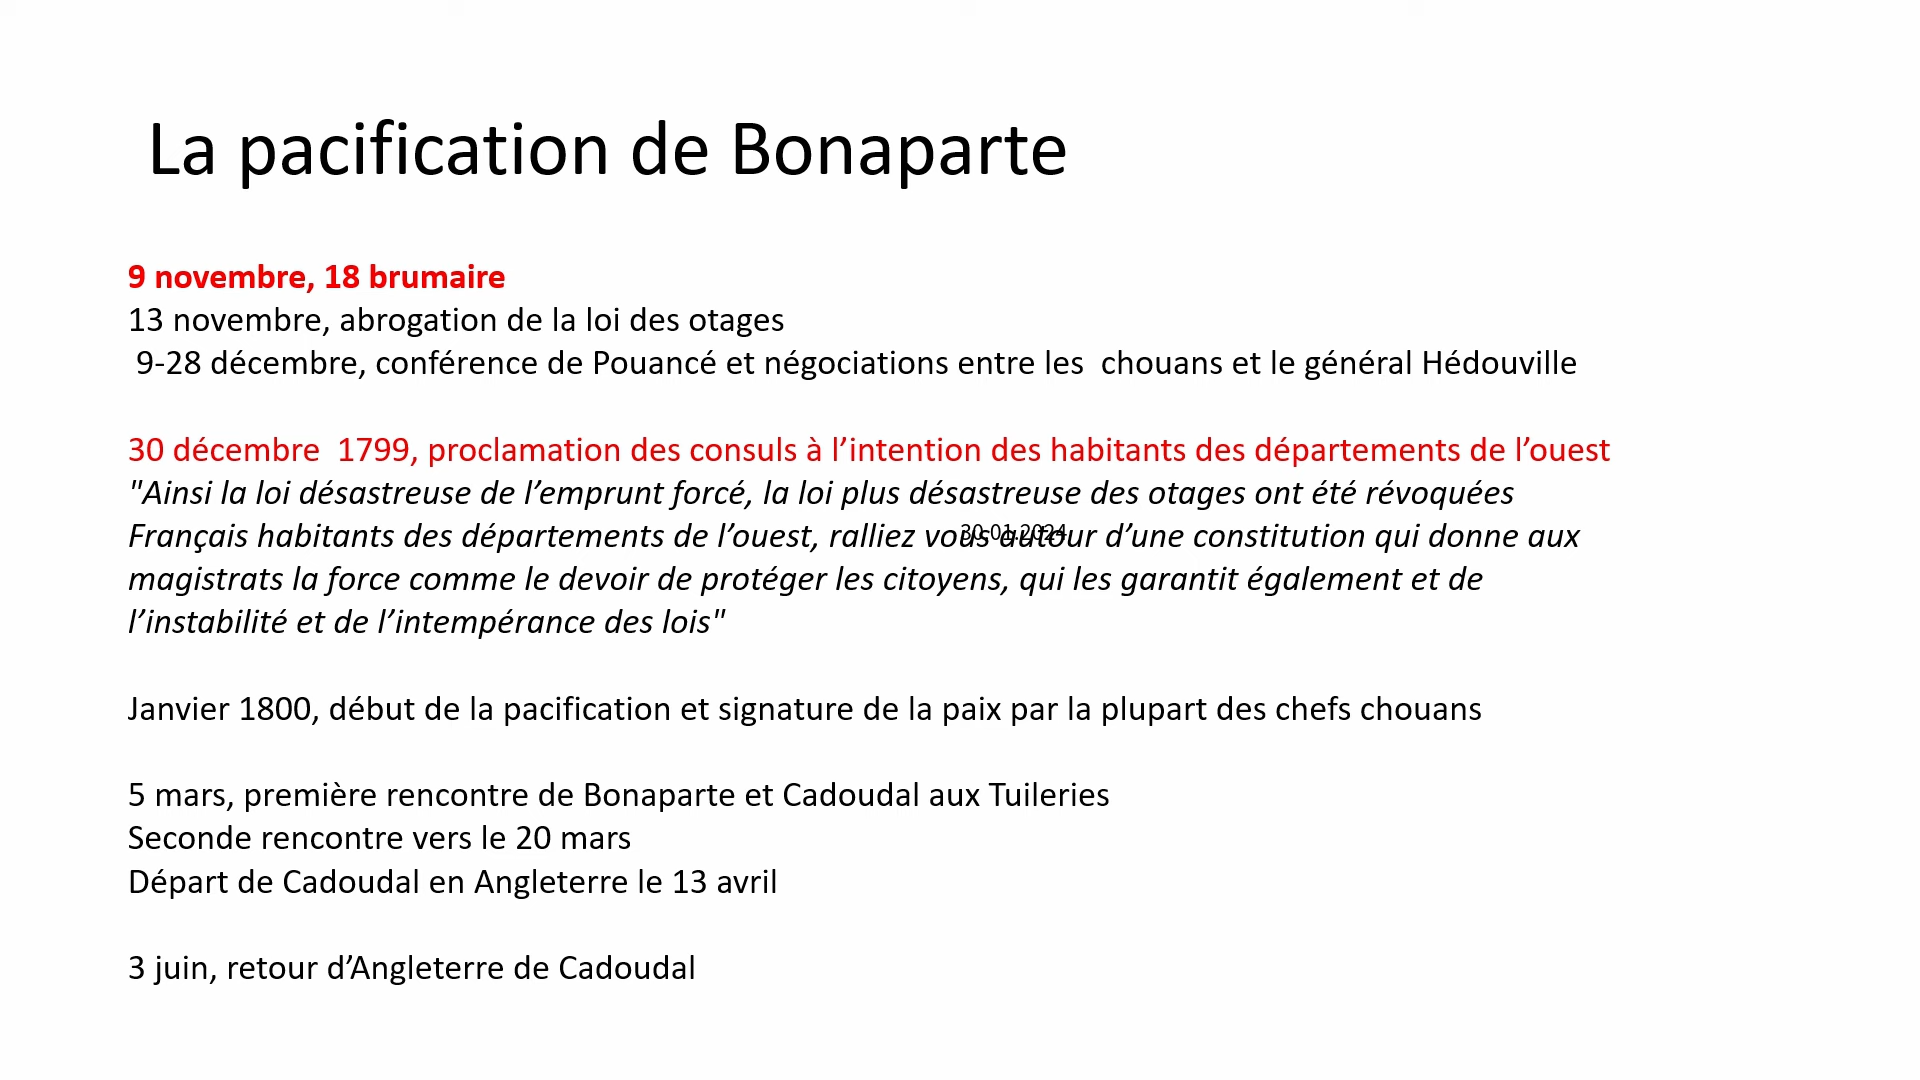 La pacification de Bonaparte
9 novembre, 18 brumaire
13 novembre, abrogation de la loi des otages
9-28 décembre, conférence de Pouancé et négociations entre les  chouans et le général Hédouville
30 décembre  1799, proclamation des consuls à l’intention des habitants des départements de l’ouest
"Ainsi la loi désastreuse de l’emprunt forcé, la loi plus désastreuse des otages ont été révoquées
Français habitants des départements de l’ouest, ralliez vous autour d’une constitution qui donne aux
30.01.2024
magistrats la force comme le devoir de protéger les citoyens, qui les garantit également et de
l’instabilité et de l’intempérance des lois"
Janvier 1800, début de la pacification et signature de la paix par la plupart des chefs chouans
5 mars, première rencontre de Bonaparte et Cadoudal aux Tuileries
Seconde rencontre vers le 20 mars
Départ de Cadoudal en Angleterre le 13 avril
3 juin, retour d’Angleterre de Cadoudal